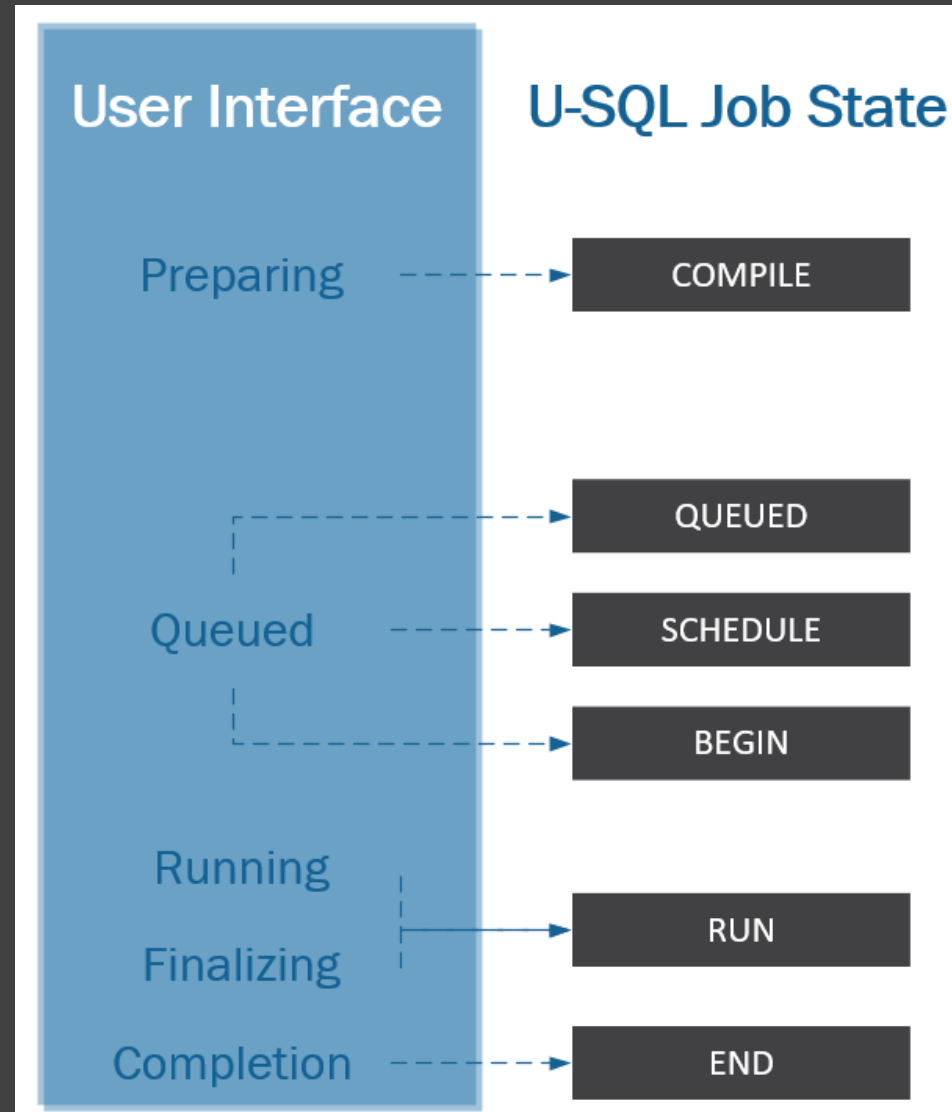 User Interface
U-SQL Job State
Preparing
COMPILE
QUEUED
Queued
SCHEDULE
BEGIN
Running
RUN
Finalizing
Completion
END